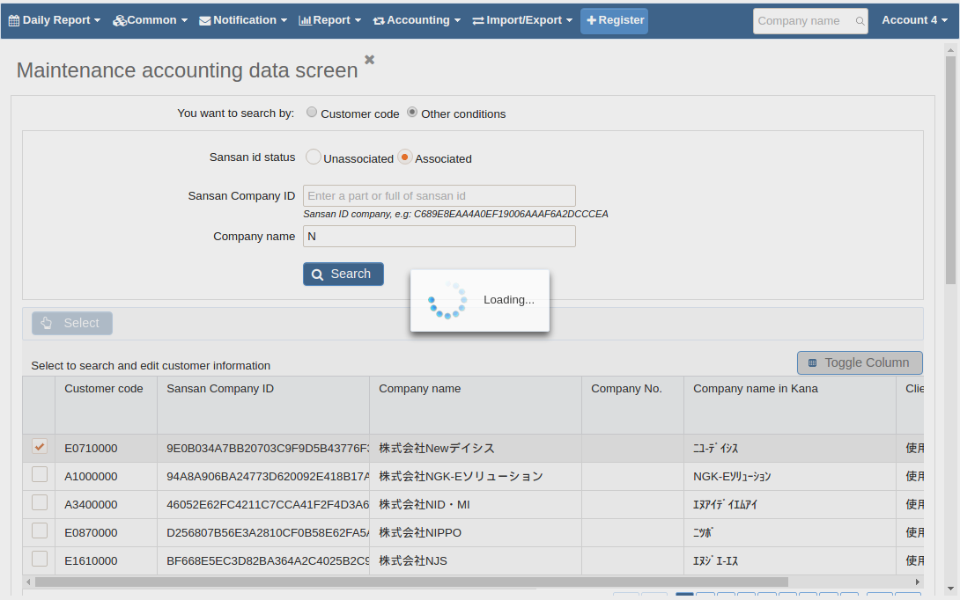 Daily Report Common Notification Report Accounting Import/Export Register Company name Account 4
Maintenance accounting data screen
You want to search by: Customer code Other conditions
Sansan id status Unassociated Associated
Sansan Company ID Enter a part or full of sansan id
Sansan ID company, e.g: C689E8EAA4A0EF19006AAAF6A2DCCCEA
Company name N
Search
Loading...
Select
Select to search and edit customer information
Toggle Column
Customer code Sansan Company ID Company name Company No. Company name in Kana Clie
E0710000 9E0B034A7BB20703C9F9D5B43776F 株式会社Newデイシス ﾆﾕｰﾃﾞｲｼｽ 使用
A1000000 94A8A906BA24773D620092E418B17A 株式会社NGK-Eソリューション NGK-Eｿﾘｭｰｼｮﾝ 使用
A3400000 46052E62FC4211C7CCA41F2F4D3A6 株式会社NID・MI ｴﾇｱｲﾃﾞｲｴﾑｱｲ 使用
E0870000 D256807B56E3A2810CF0B58E62FA5 株式会社NIPPO ﾆﾂﾎﾟ 使用
E1610000 BF668E5EC3D82BA364A2C4025B2C9 株式会社NJS ｴﾇｼﾞｴｰｴｽ 使用